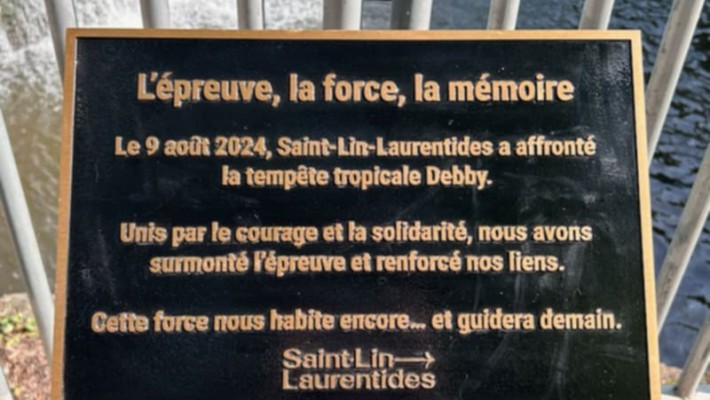 L'épreuve, la force, la mémoire
Le 9 août 2024, Saint-Lin-Laurentides a affronté
la tempête tropicale Debby.
Unis par le courage et la solidarité, nous avons
surmonté l'épreuve et renforcé nos liens.
Cette force nous habite encore... et guidera demain.
Saint-Lin→
Laurentides